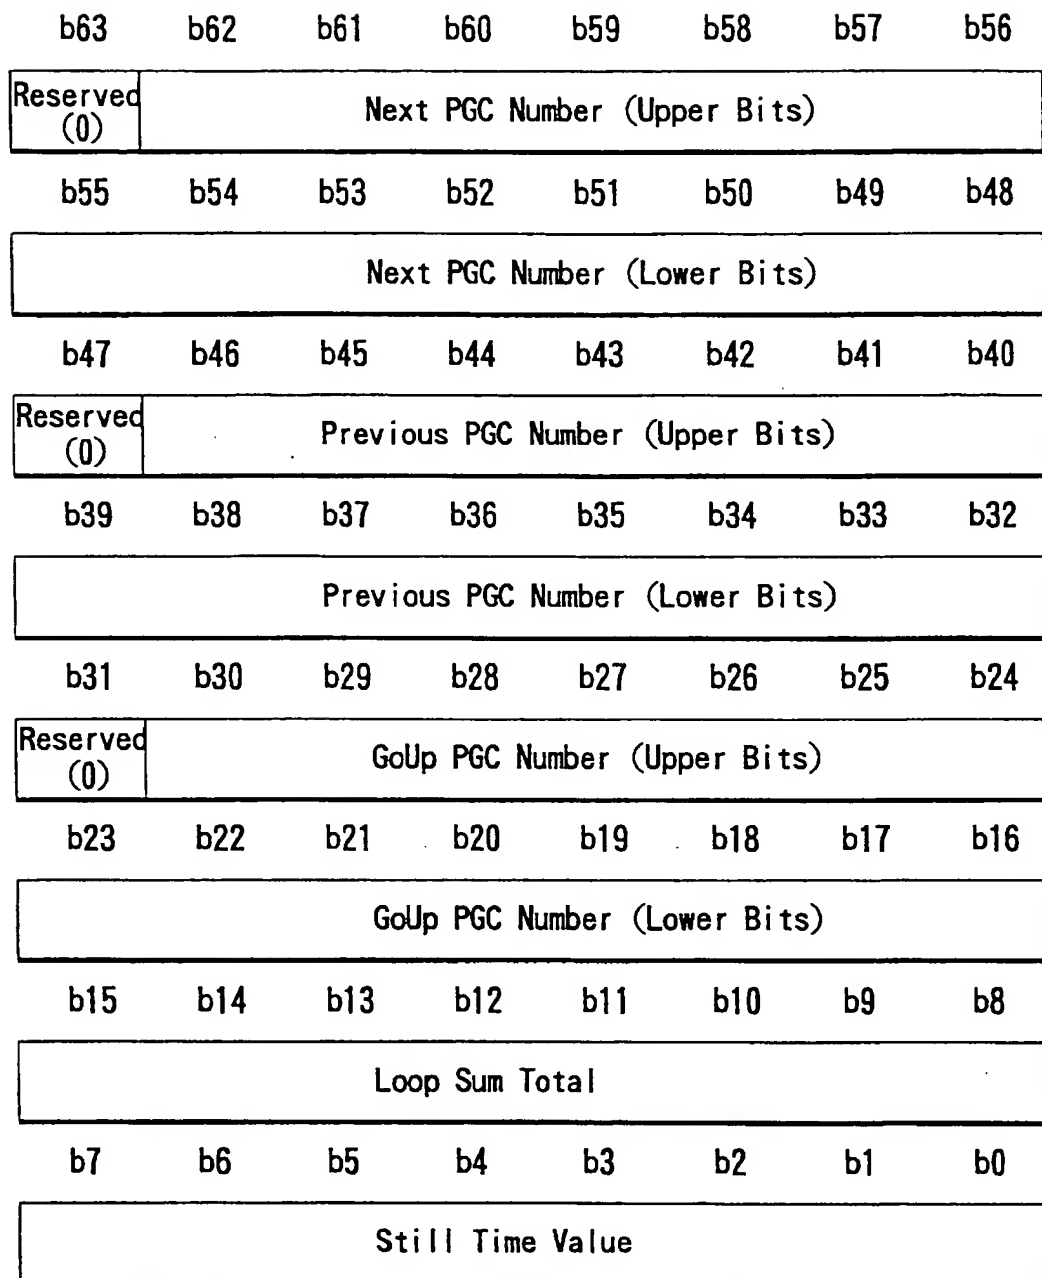 b63 b62 b61 b60 b59 b58 b57 b56
Reserved
(0)
Next PGC Number (Upper Bits)
b55 b54 b53 b52 b51 b50 b49 b48
Next PGC Number (Lower Bits)
b47 b46 b45 b44 b43 b42 b41 b40
Reserved
(0)
Previous PGC Number (Upper Bits)
b39 b38 b37 b36 b35 b34 b33 b32
Previous PGC Number (Lower Bits)
b31 b30 b29 b28 b27 b26 b25 b24
Reserved
(0)
GoUp PGC Number (Upper Bits)
b23 b22 b21 b20 b19 b18 b17 b16
GoUp PGC Number (Lower Bits)
b15 b14 b13 b12 b11 b10 b9 b8
Loop Sum Total
b7 b6 b5 b4 b3 b2 b1 b0
Still Time Value